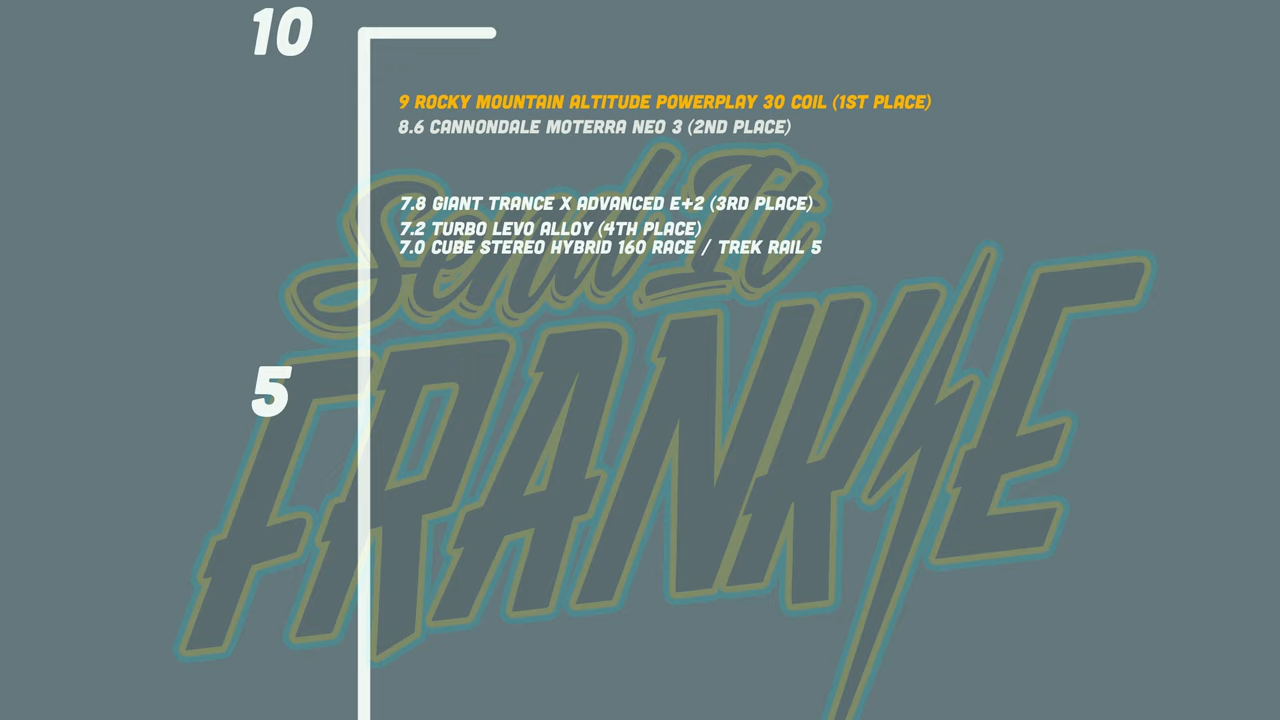 10
9 ROCKY MOUNTAIN ALTITUDE POWERPLAY 30 COIL (1ST PLACE)
8.6 CANNONDALE MOTERRA NEO 3 (2ND PLACE)
7.8 GIANT TRANCE X ADVANCED E+2 (3RD PLACE)
7.2 TURBO LEVO ALLOY (4TH PLACE)
7.0 CUBE STEREO HYBRID 160 RACE / TREK RAIL 5
5
Send It
FRANKIE